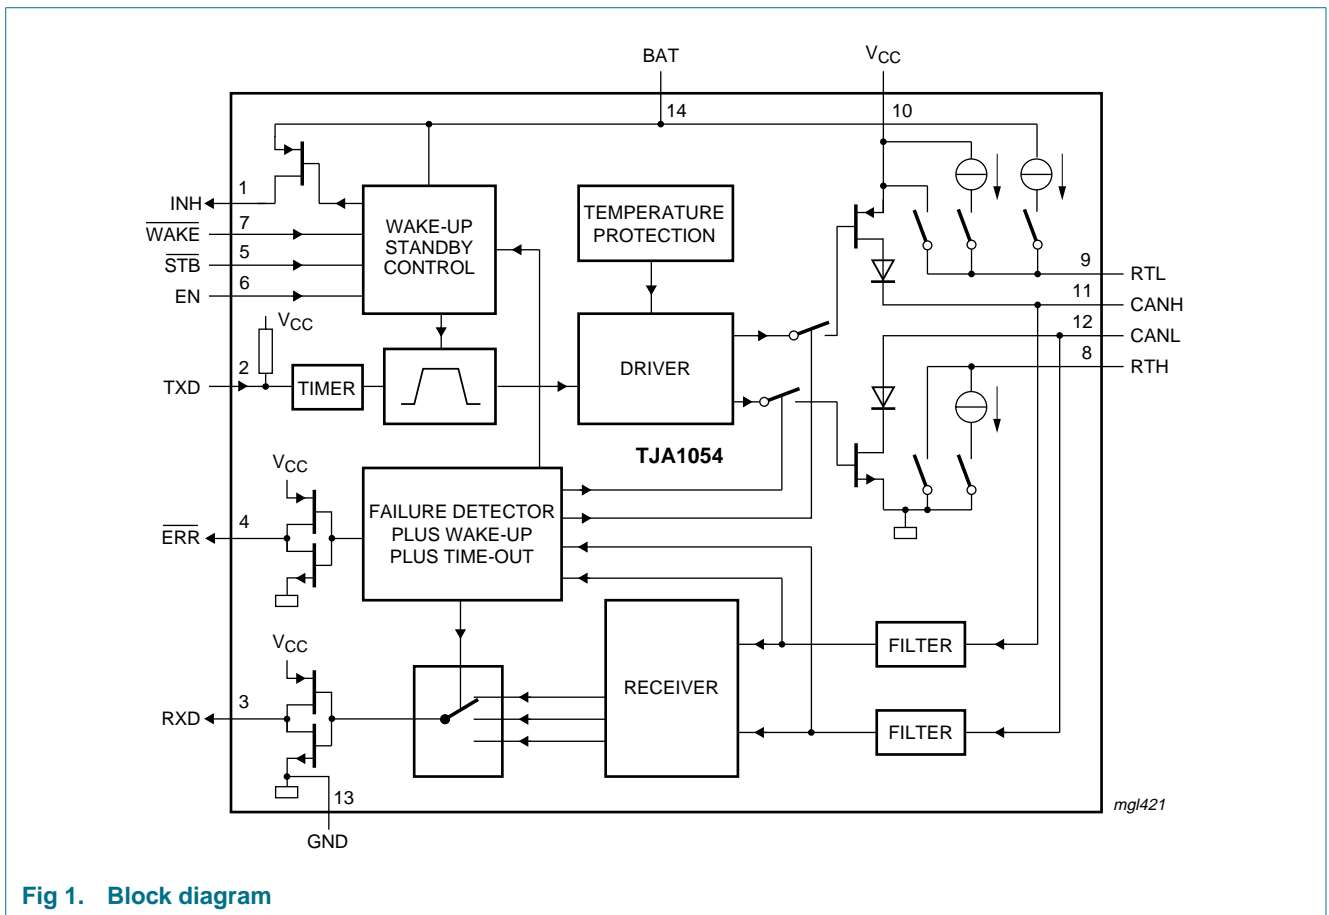 BAT
VCC
14
10
1
INH
7
WAKE
5
STB
6
EN
WAKE-UP
STANDBY
CONTROL
TEMPERATURE
PROTECTION
9
RTL
11
CANH
12
CANL
8
RTH
VCC
2
TXD
TIMER
DRIVER
TJA1054
VCC
4
ERR
FAILURE DETECTOR
PLUS WAKE-UP
PLUS TIME-OUT
VCC
3
RXD
RECEIVER
FILTER
FILTER
13
GND
mgl421
Fig 1. Block diagram